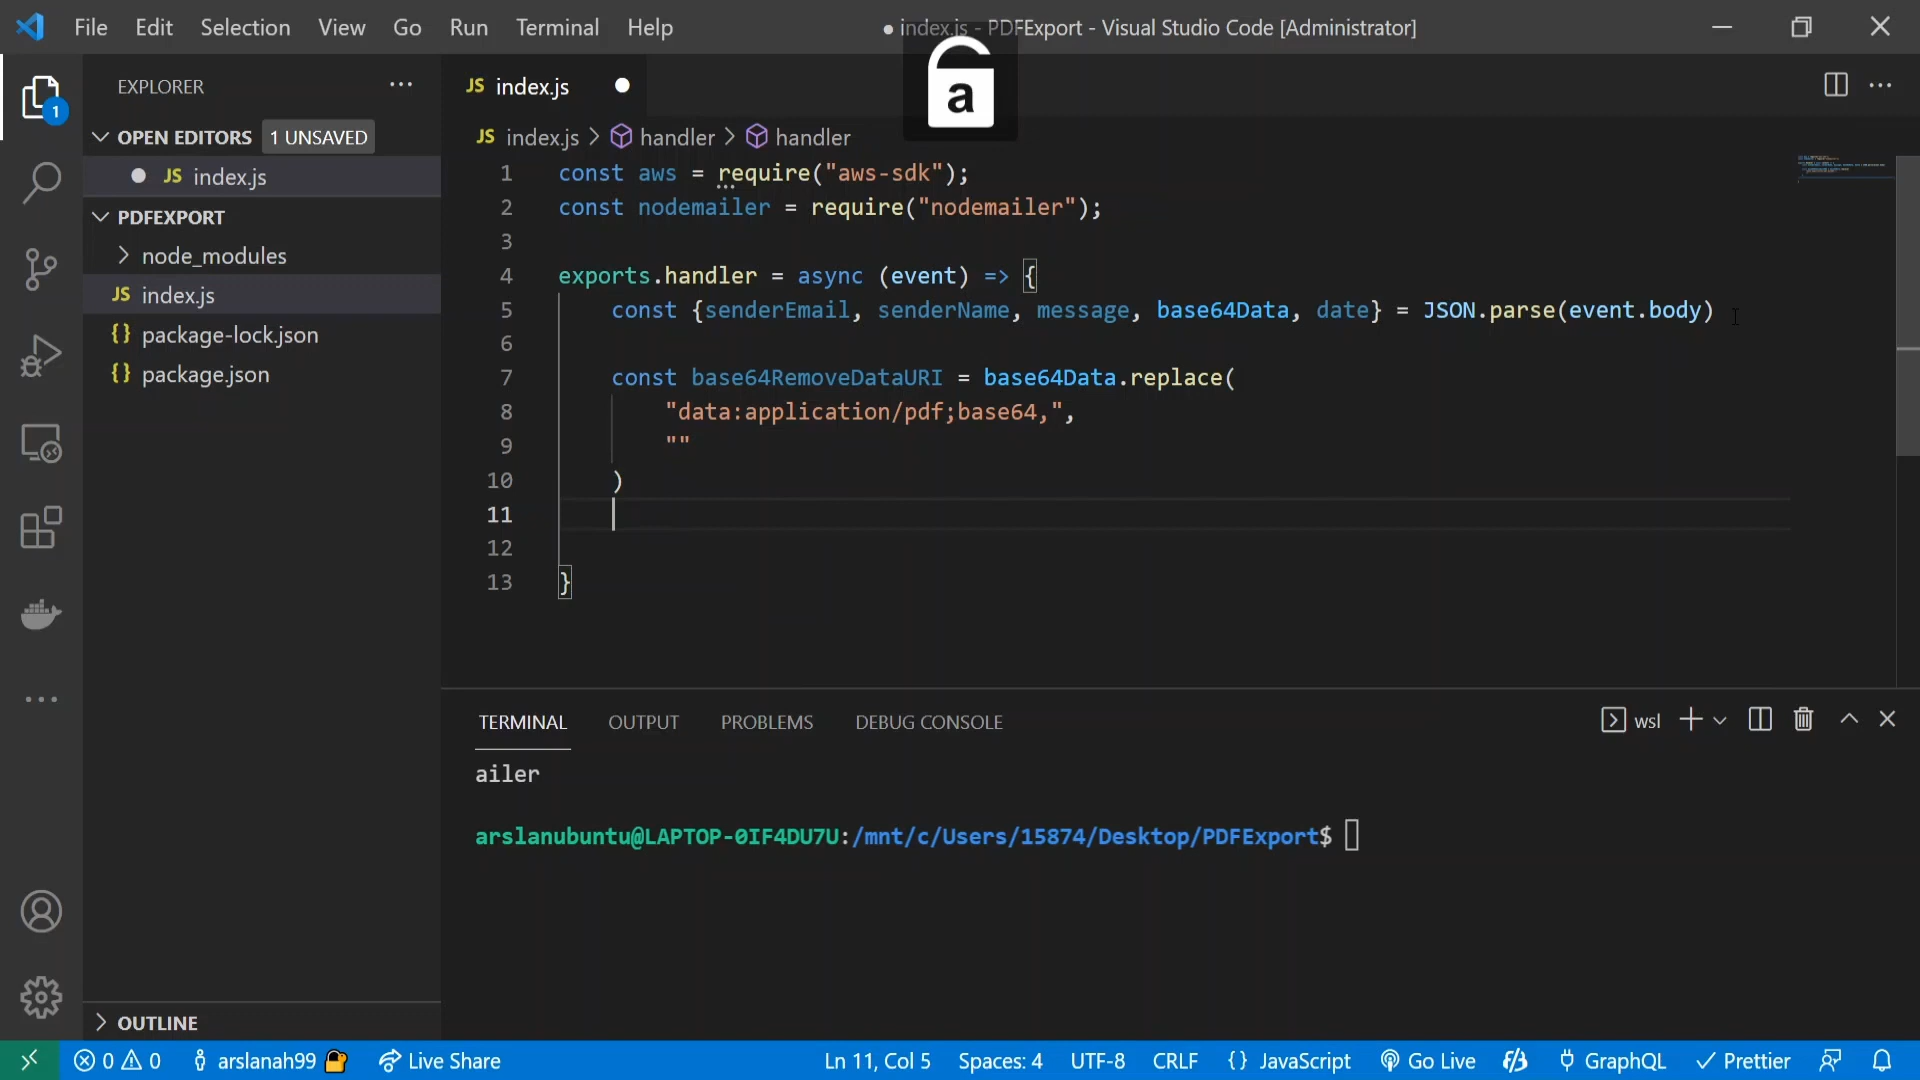 File Edit Selection View Go Run Terminal Help
● index.js - PDFExport - Visual Studio Code [Administrator]
a
1
EXPLORER
OPEN EDITORS 1 UNSAVED
JS index.js
PDFEXPORT
node_modules
JS index.js
{} package-lock.json
{} package.json
OUTLINE
JS index.js
JS index.js > handler > handler
1 const aws = require("aws-sdk");
2 const nodemailer = require("nodemailer");
3
4 exports.handler = async (event) => {
5 const {senderEmail, senderName, message, base64Data, date} = JSON.parse(event.body)
6
7 const base64RemoveDataURI = base64Data.replace(
8 "data:application/pdf;base64,",
9 ""
10 )
11
12
13 }
TERMINAL OUTPUT PROBLEMS DEBUG CONSOLE
wsl
ailer
arslanubuntu@LAPTOP-0IF4DU7U:/mnt/c/Users/15874/Desktop/PDFExport$
0 0 arslanah99 Live Share Ln 11, Col 5 Spaces: 4 UTF-8 CRLF {} JavaScript Go Live GraphQL Prettier